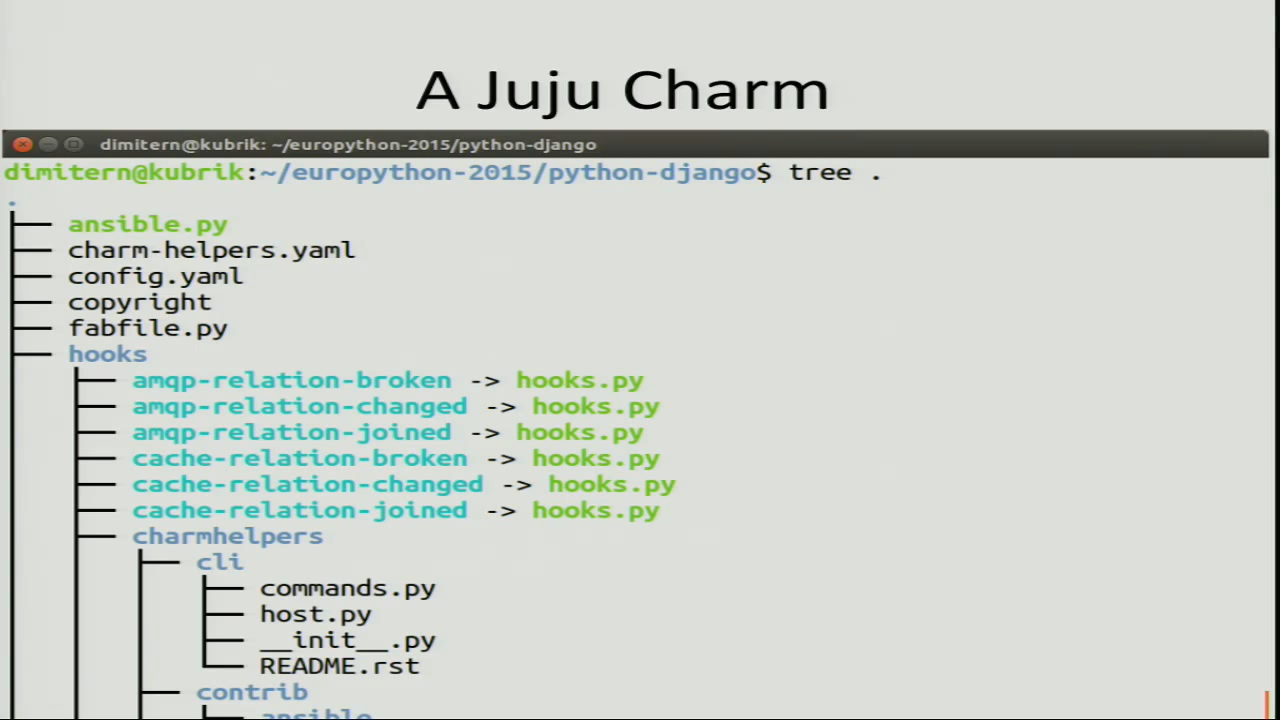 A Juju Charm
dimitern@kubrik: ~/europython-2015/python-django
dimitern@kubrik:~/europython-2015/python-django$ tree .
.
├── ansible.py
├── charm-helpers.yaml
├── config.yaml
├── copyright
├── fabfile.py
├── hooks
│   ├── amqp-relation-broken -> hooks.py
│   ├── amqp-relation-changed -> hooks.py
│   ├── amqp-relation-joined -> hooks.py
│   ├── cache-relation-broken -> hooks.py
│   ├── cache-relation-changed -> hooks.py
│   ├── cache-relation-joined -> hooks.py
│   ├── charmhelpers
│   │   ├── cli
│   │   │   ├── commands.py
│   │   │   ├── host.py
│   │   │   ├── __init__.py
│   │   │   └── README.rst
│   │   ├── contrib
│   │   │   ├── ansible